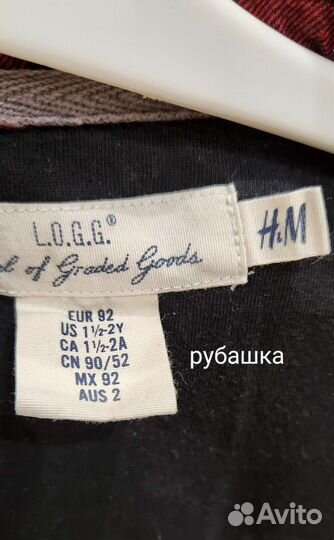 L.O.G.G.®
of Graded Goods
H&M
EUR 92
US 1½-2Y
CA 1½-2A
CN 90/52
MX 92
AUS 2
рубашка
Avito